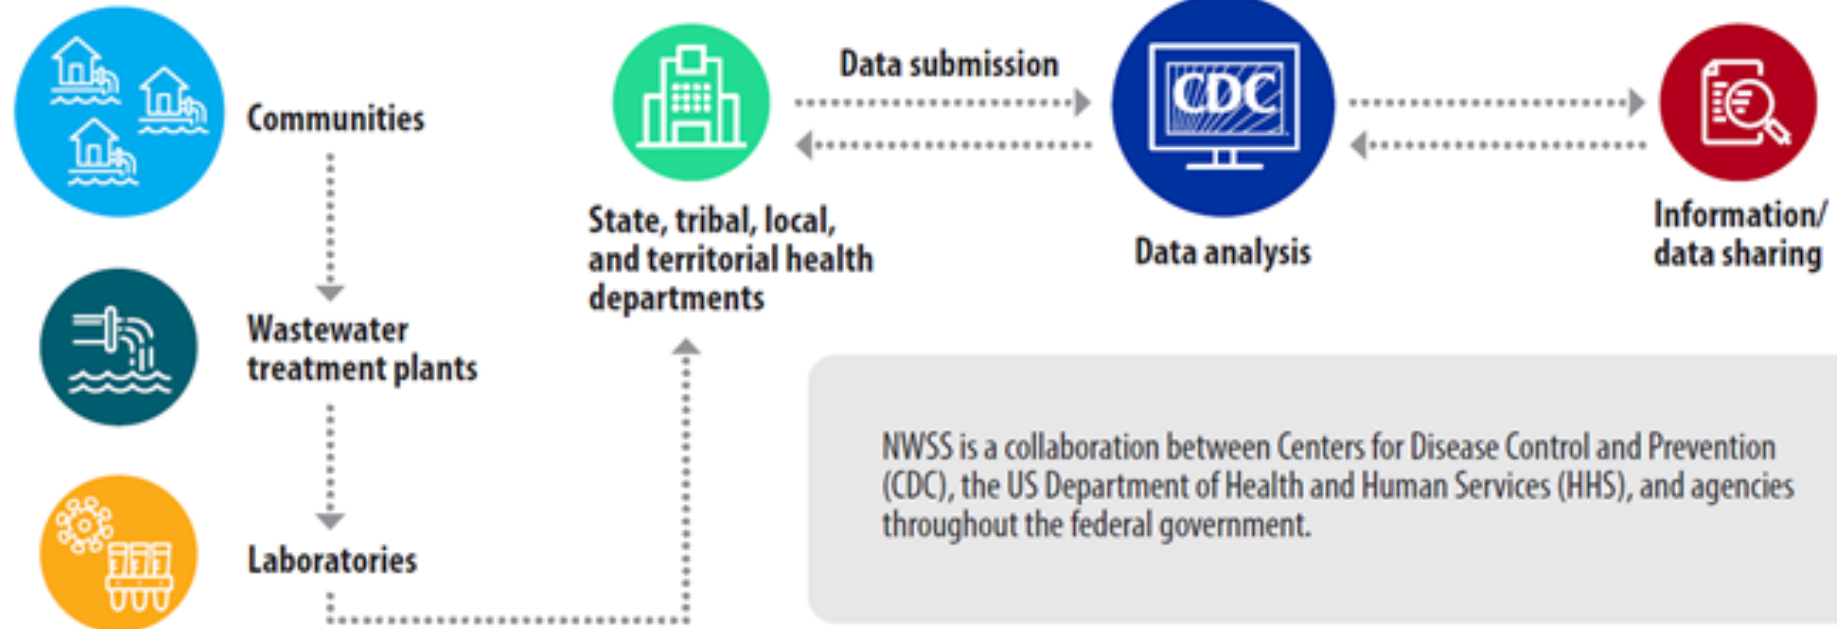 Communities
Wastewater
treatment plants
Laboratories
State, tribal, local,
and territorial health
departments
Data submission
CDC
Data analysis
Information/
data sharing
NWSS is a collaboration between Centers for Disease Control and Prevention
(CDC), the US Department of Health and Human Services (HHS), and agencies
throughout the federal government.